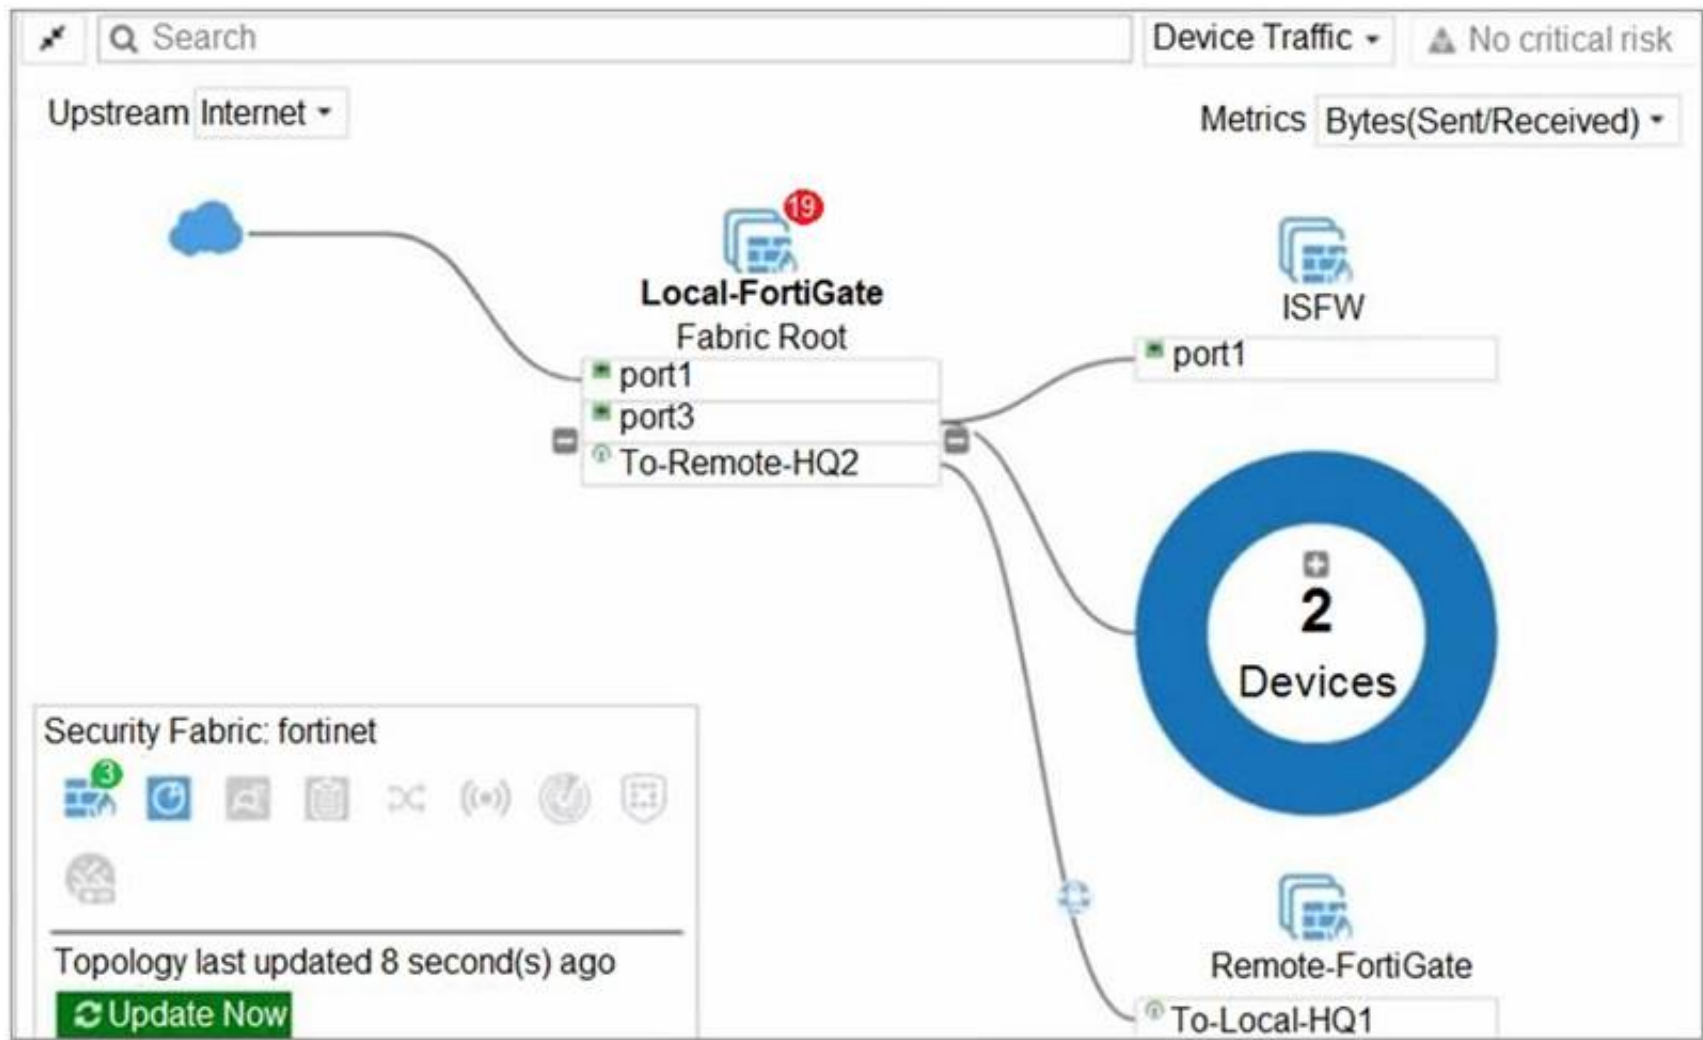 Search
Device Traffic
No critical risk
Upstream Internet
Metrics Bytes(Sent/Received)
19
Local-FortiGate
Fabric Root
port1
port3
To-Remote-HQ2
ISFW
port1
2
Devices
Security Fabric: fortinet
3
Topology last updated 8 second(s) ago
Update Now
Remote-FortiGate
To-Local-HQ1